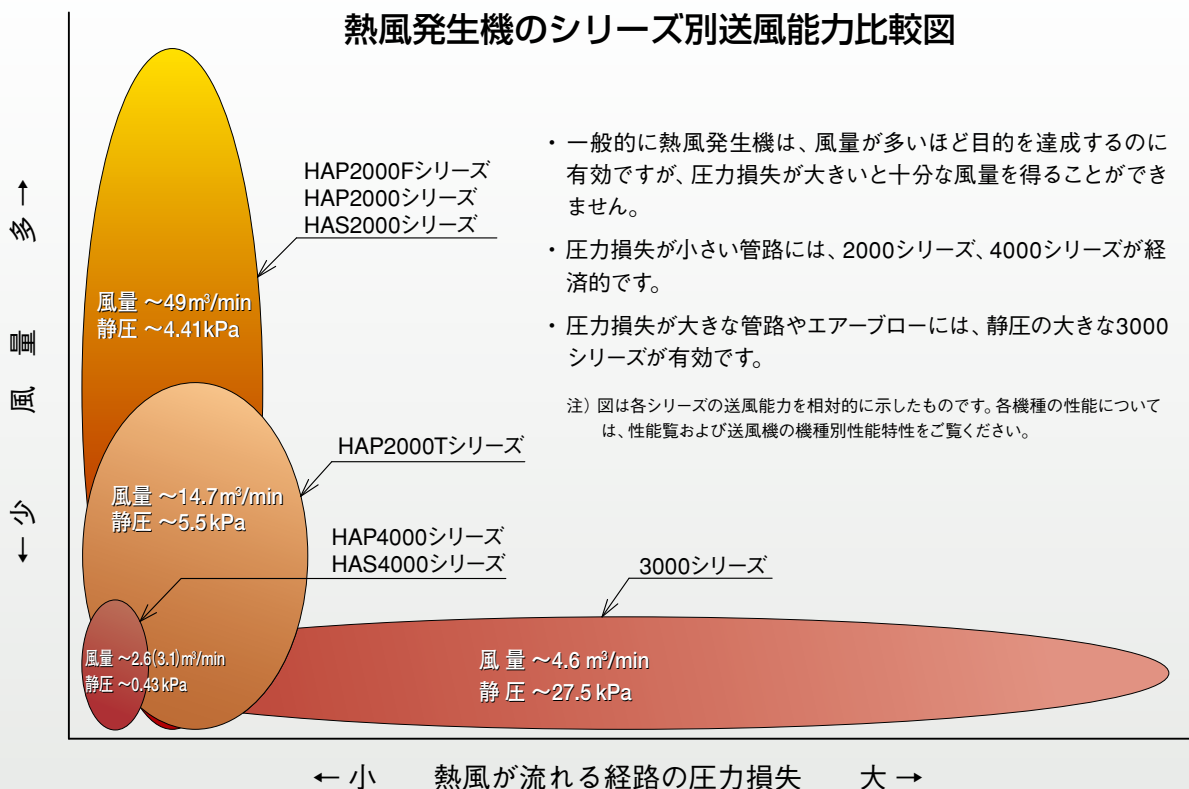 熱風発生機のシリーズ別送風能力比較図
・ 一般的に熱風発生機は、風量が多いほど目的を達成するのに
有効ですが、圧力損失が大きいと十分な風量を得ることができ
ません。
・ 圧力損失が小さい管路には、2000シリーズ、4000シリーズが経
済的です。
・ 圧力損失が大きな管路やエアーブローには、静圧の大きな3000
シリーズが有効です。
注） 図は各シリーズの送風能力を相対的に示したものです。各機種の性能について
は、性能覧および送風機の機種別性能特性をご覧ください。
HAP2000Fシリーズ
HAP2000シリーズ
HAS2000シリーズ
風量 〜49m³/min
静圧 〜4.41kPa
HAP2000Tシリーズ
風量 〜14.7m³/min
静圧 〜5.5kPa
HAP4000シリーズ
HAS4000シリーズ
風量 〜2.6(3.1)m³/min
静圧 〜0.43kPa
3000シリーズ
風 量 〜4.6 m³/min
静 圧 〜27.5 kPa
←少 風 量 多→
← 小 熱風が流れる経路の圧力損失 大 →